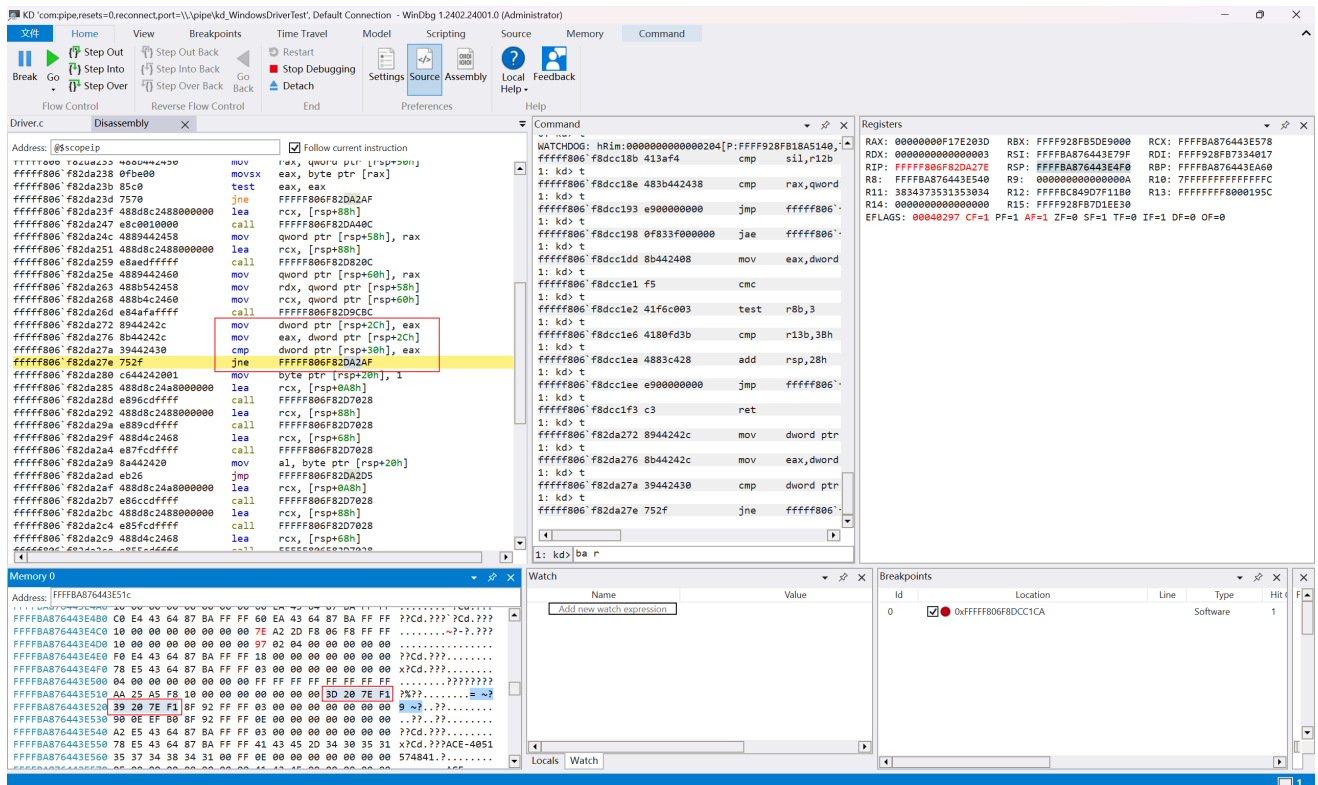 KD 'com:pipe,resets=0,reconnect,port=\\.\pipe\kd_WindowsDriverTest', Default Connection - WinDbg 1.2402.24001.0 (Administrator)
文件 Home View Breakpoints Time Travel Model Scripting Source Memory Command
Break Go Step Out Step Into Step Over Step Out Back Step Into Back Step Over Back Go Back Restart Stop Debugging Detach Settings Source Assembly Local Help Feedback
Flow Control Reverse Flow Control End Preferences Help
Driver.c Disassembly
Address: @$scopeip Follow current instruction
fffff806`f82da238 0fbe00 movsx eax, byte ptr [rax]
fffff806`f82da23b 85c0 test eax, eax
fffff806`f82da23d 7570 jne FFFFF806F82DA2AF
fffff806`f82da23f 488d8c2488000000 lea rcx, [rsp+88h]
fffff806`f82da247 e8c0010000 call FFFFF806F82DA40C
fffff806`f82da24c 4889442458 mov qword ptr [rsp+58h], rax
fffff806`f82da251 488d8c2488000000 lea rcx, [rsp+88h]
fffff806`f82da259 e8aedfffff call FFFFF806F82D820C
fffff806`f82da25e 4889442460 mov qword ptr [rsp+60h], rax
fffff806`f82da263 488b542458 mov rdx, qword ptr [rsp+58h]
fffff806`f82da268 488b4c2460 mov rcx, qword ptr [rsp+60h]
fffff806`f82da26d e84afaffff call FFFFF806F82D9CBC
fffff806`f82da272 8944242c mov dword ptr [rsp+2Ch], eax
fffff806`f82da276 8b44242c mov eax, dword ptr [rsp+2Ch]
fffff806`f82da27a 39442430 cmp dword ptr [rsp+30h], eax
fffff806`f82da27e 752f jne FFFFF806F82DA2AF
fffff806`f82da280 c644242001 mov byte ptr [rsp+20h], 1
fffff806`f82da285 488d8c24a8000000 lea rcx, [rsp+0A8h]
fffff806`f82da28d e896cdffff call FFFFF806F82D7028
fffff806`f82da292 488d8c2488000000 lea rcx, [rsp+88h]
fffff806`f82da29a e889cdffff call FFFFF806F82D7028
fffff806`f82da29f 488d4c2468 lea rcx, [rsp+68h]
fffff806`f82da2a4 e87fcdffff call FFFFF806F82D7028
fffff806`f82da2a9 8a442420 mov al, byte ptr [rsp+20h]
fffff806`f82da2ad eb26 jmp FFFFF806F82DA2D5
fffff806`f82da2af 488d8c24a8000000 lea rcx, [rsp+0A8h]
fffff806`f82da2b7 e86ccdffff call FFFFF806F82D7028
fffff806`f82da2bc 488d8c2488000000 lea rcx, [rsp+88h]
fffff806`f82da2c4 e85fcdffff call FFFFF806F82D7028
fffff806`f82da2c9 488d4c2468 lea rcx, [rsp+68h]
Command
WATCHDOG: hRim:0000000000000204[P:FFFF928FB18A5140,
fffff806`f8dcc18b 413af4 cmp sil,r12b
1: kd> t
fffff806`f8dcc18e 483b442438 cmp rax,qword
1: kd> t
fffff806`f8dcc193 e900000000 jmp fffff806`
1: kd> t
fffff806`f8dcc198 0f833f000000 jae fffff806`
1: kd> t
fffff806`f8dcc1dd 8b442408 mov eax,dword
1: kd> t
fffff806`f8dcc1e1 f5 cmc
1: kd> t
fffff806`f8dcc1e2 41f6c003 test r8b,3
1: kd> t
fffff806`f8dcc1e6 4180fd3b cmp r13b,3Bh
1: kd> t
fffff806`f8dcc1ea 4883c428 add rsp,28h
1: kd> t
fffff806`f8dcc1ee e900000000 jmp fffff806`
1: kd> t
fffff806`f8dcc1f3 c3 ret
1: kd> t
fffff806`f82da272 8944242c mov dword ptr
1: kd> t
fffff806`f82da276 8b44242c mov eax,dword
1: kd> t
fffff806`f82da27a 39442430 cmp dword ptr
1: kd> t
fffff806`f82da27e 752f jne fffff806`
1: kd> ba r
Registers
RAX: 00000000F17E203D RBX: FFFF928FB5DE9000 RCX: FFFFBA876443E578
RDX: 0000000000000003 RSI: FFFFBA876443E79F RDI: FFFF928FB7334017
RIP: FFFFF806F82DA27E RSP: FFFFBA876443E4F0 RBP: FFFFBA876443EA60
R8: FFFFBA876443E540 R9: 000000000000000A R10: 7FFFFFFFFFFFFFFC
R11: 3834373531353034 R12: FFFFBC849D7F11B0 R13: FFFFFFFF8000195C
R14: 0000000000000000 R15: FFFF928FB7D1EE30
EFLAGS: 00040297 CF=1 PF=1 AF=1 ZF=0 SF=1 TF=0 IF=1 DF=0 OF=0
Memory 0
Address: FFFFBA876443E51c
FFFFBA876443E4B0 C0 E4 43 64 87 BA FF FF 60 EA 43 64 87 BA FF FF ??Cd.???`?Cd.???
FFFFBA876443E4C0 10 00 00 00 00 00 00 00 7E A2 2D F8 06 F8 FF FF ........~?-?.???
FFFFBA876443E4D0 10 00 00 00 00 00 00 00 97 02 04 00 00 00 00 00 ................
FFFFBA876443E4E0 F0 E4 43 64 87 BA FF FF 18 00 00 00 00 00 00 00 ??Cd.???........
FFFFBA876443E4F0 78 E5 43 64 87 BA FF FF 03 00 00 00 00 00 00 00 x?Cd.???........
FFFFBA876443E500 04 00 00 00 00 00 00 00 FF FF FF FF FF FF FF FF ........????????
FFFFBA876443E510 AA 25 A5 F8 10 00 00 00 00 00 00 00 3D 20 7E F1 ?%??........= ~?
FFFFBA876443E520 39 20 7E F1 8F 92 FF FF 03 00 00 00 00 00 00 00 9 ~?..??........
FFFFBA876443E530 90 0E EF B0 8F 92 FF FF 0E 00 00 00 00 00 00 00 ..??..??........
FFFFBA876443E540 A2 E5 43 64 87 BA FF FF 03 00 00 00 00 00 00 00 ??Cd.???........
FFFFBA876443E550 78 E5 43 64 87 BA FF FF 41 43 45 2D 34 30 35 31 x?Cd.???ACE-4051
FFFFBA876443E560 35 37 34 38 34 31 00 FF 0E 00 00 00 00 00 00 00 574841.?........
Watch
Name Value
Add new watch expression
Locals Watch
Breakpoints
Id Location Line Type Hit
0 0xFFFFF806F8DCC1CA Software 1
1